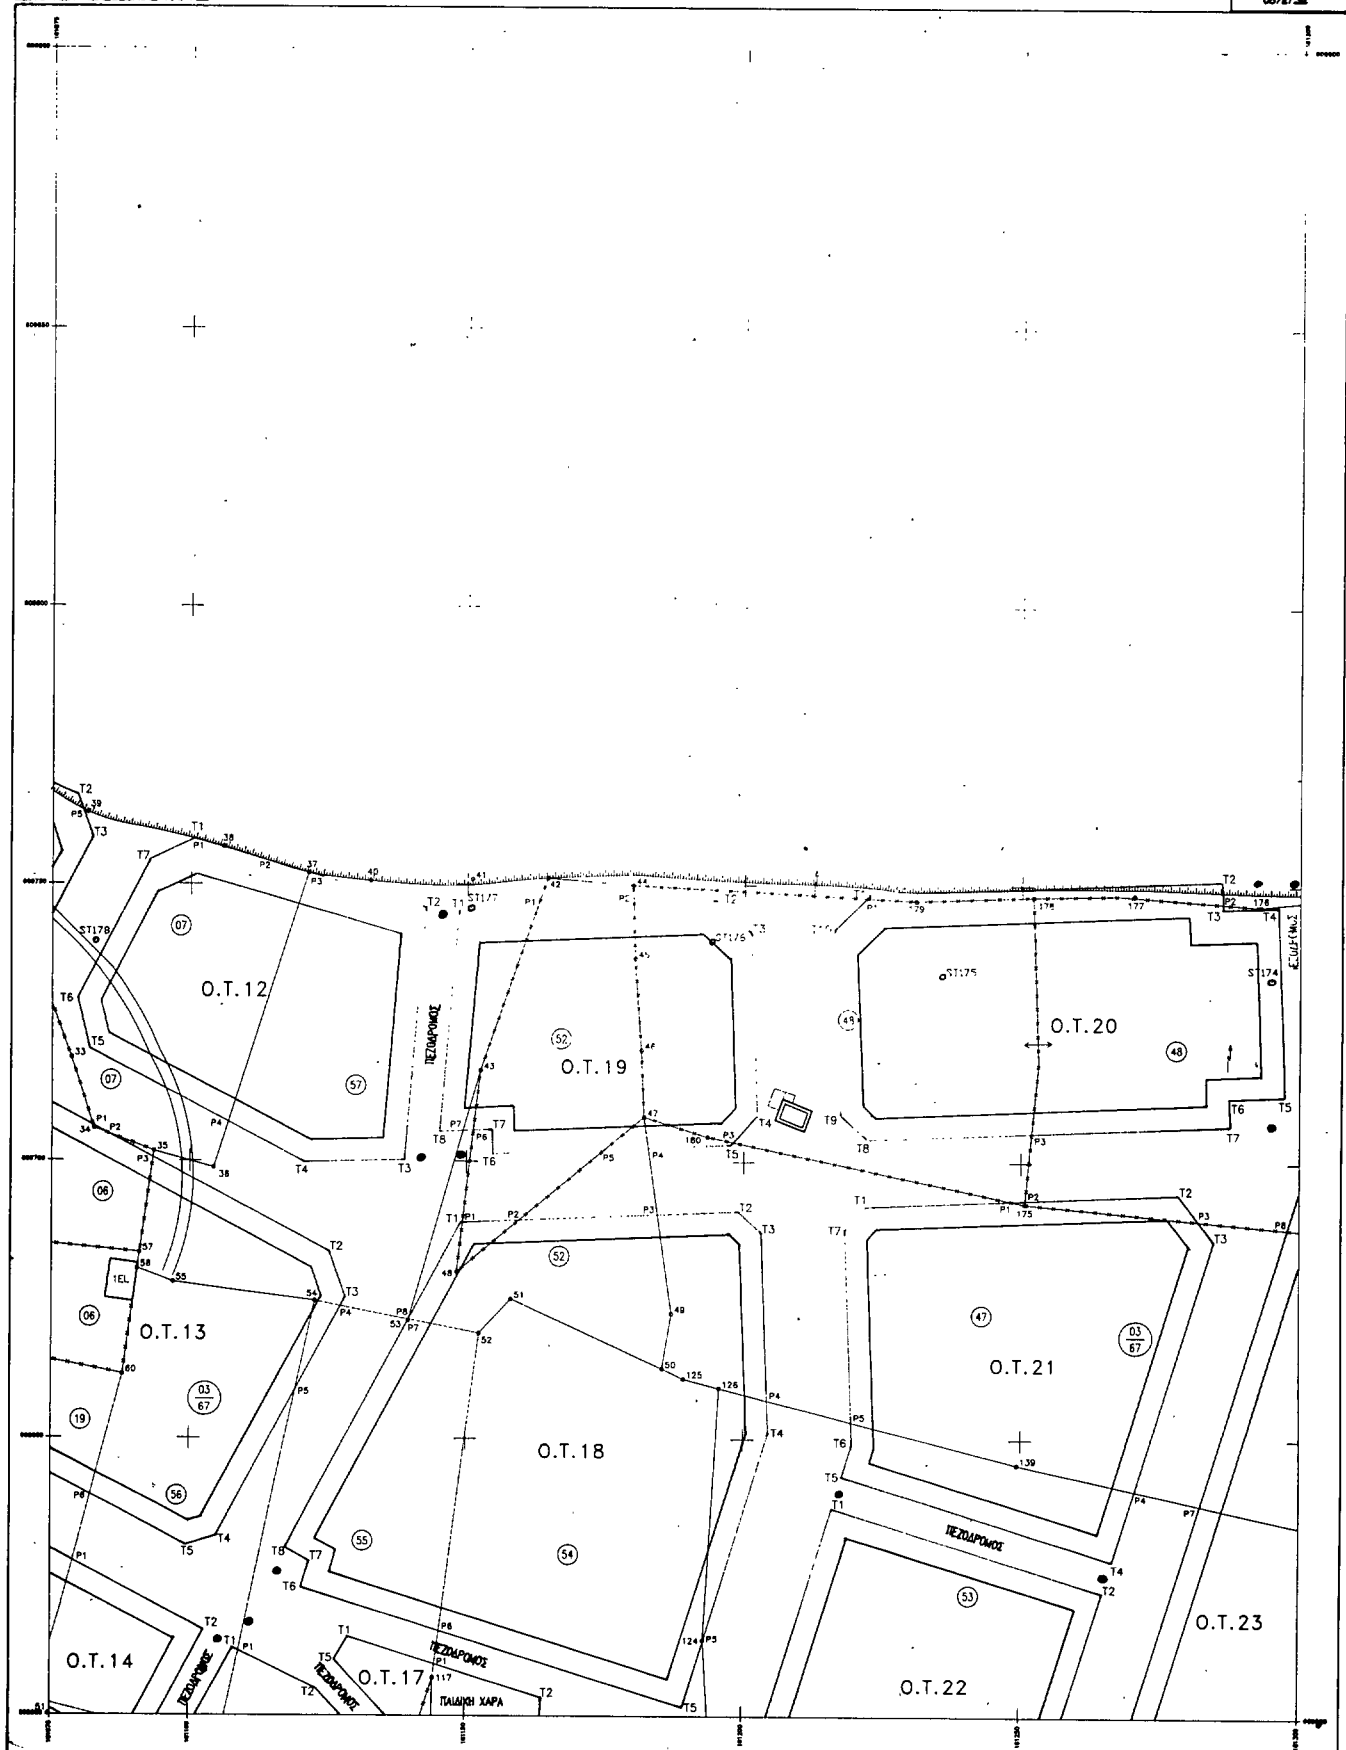 T2
39
P5
T3
T1
P1
38
T7
P2
37
P3
40
41
42
44
T2
T1
ST177
P1
P2
T2
P1
179
178
177
T2
P2
176
T3
T4
07
ST178
ST176
T3
45
ST175
ST174
T6
O.T.12
ΠΕΖΟΔΡΟΜΟΣ
52
49
O.T.20
48
T5
33
07
57
43
O.T.19
46
47
34
P1
P2
35
P3
P4
T4
T3
36
T8
P7
P6
T7
T6
P5
P4
180
P3
T5
T4
T9
T8
P3
T6
T7
T5
06
57
58
55
1EL
T2
T3
P4
54
P1
P2
P3
T2
T3
T1
T7
P1
P2
175
T2
P3
T3
P8
48
52
51
49
P8
53
P7
52
06
O.T.13
60
50
125
126
P4
47
03
67
O.T.21
19
03
67
P5
T4
P5
T6
139
O.T.18
P6
56
T5
T4
T5
T1
P4
P7
T8
T7
T6
55
54
ΠΕΖΟΔΡΟΜΟΣ
T4
T2
53
P1
T2
T1
P1
T1
P6
ΠΕΖΟΔΡΟΜΟΣ
124
P5
O.T.23
O.T.14
ΠΕΖΟΔΡΟΜΟΣ
T5
ΠΕΖΟΔΡΟΜΟΣ
T2
O.T.17
P1
117
ΠΑΙΔΙΚΗ ΧΑΡΑ
T2
T5
O.T.22
51